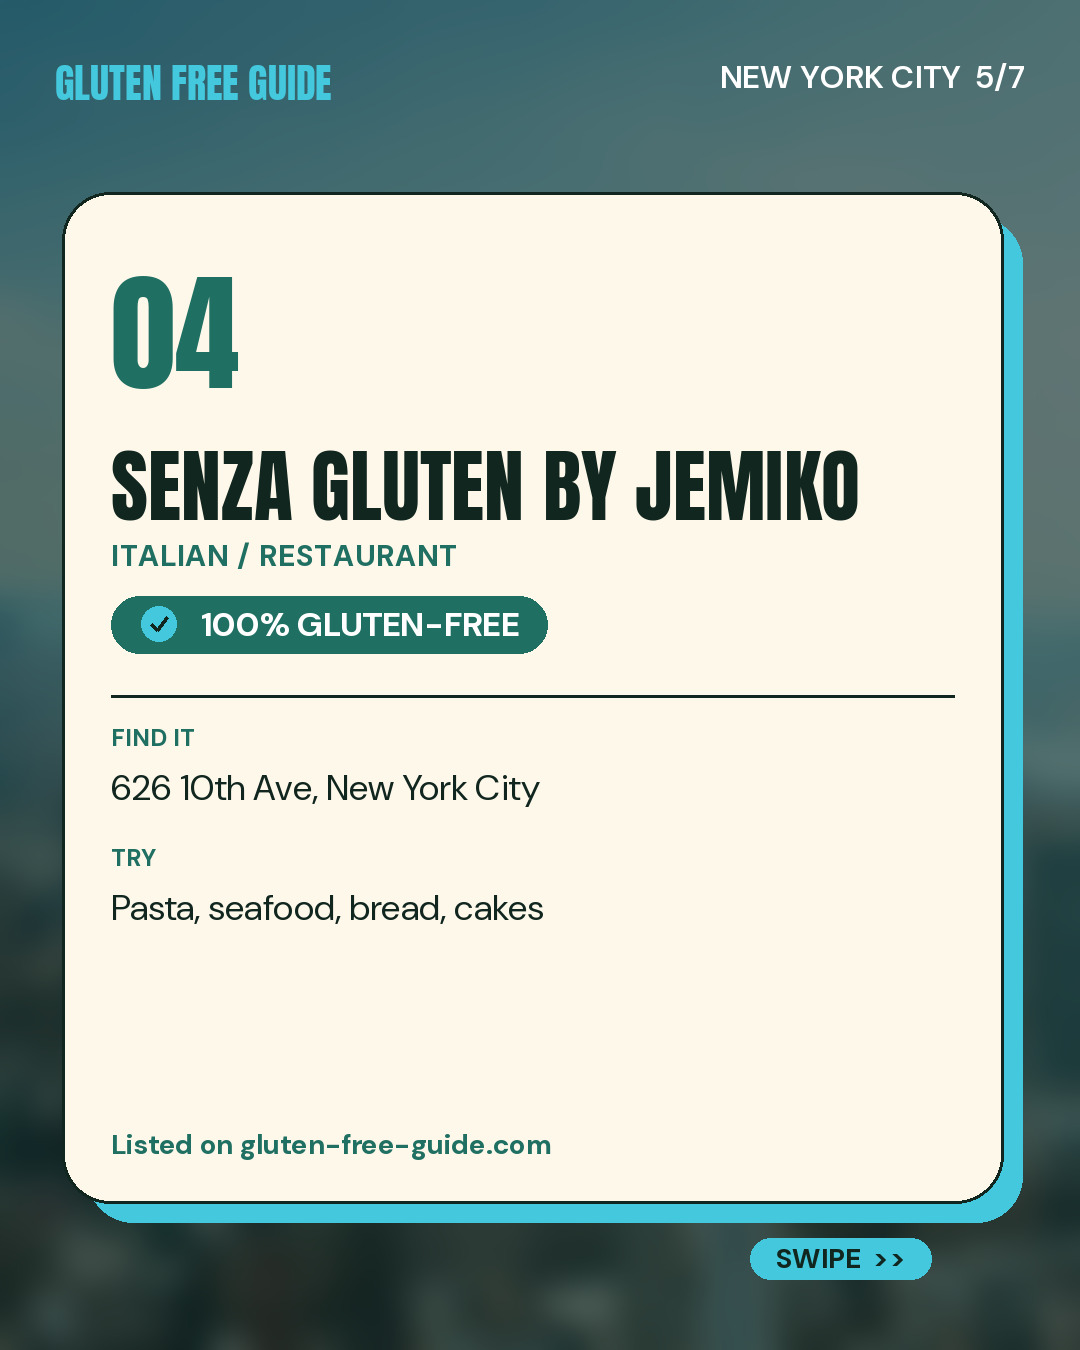 GLUTEN FREE GUIDE
NEW YORK CITY 5/7
04
SENZA GLUTEN BY JEMIKO
ITALIAN / RESTAURANT
100% GLUTEN-FREE
FIND IT
626 10th Ave, New York City
TRY
Pasta, seafood, bread, cakes
Listed on gluten-free-guide.com
SWIPE >>